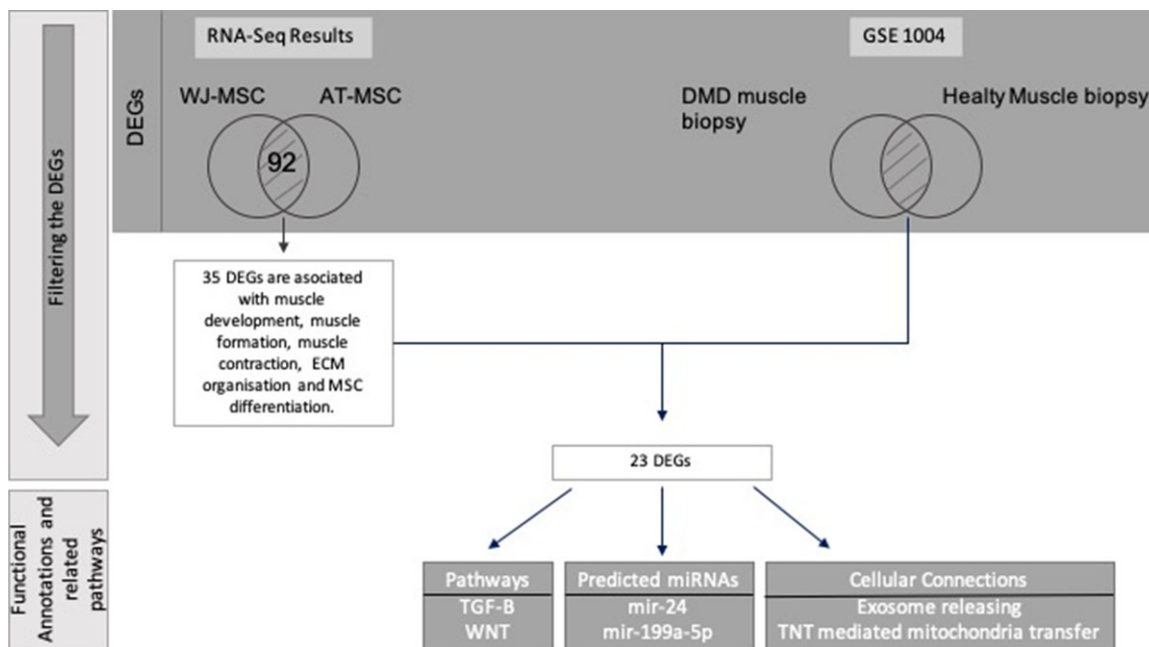 RNA-Seq Results
GSE 1004
WJ-MSC
AT-MSC
DMD muscle
biopsy
Healty Muscle biopsy
DEGs
92
Filtering the DEGs
35 DEGs are asociated
with muscle
development, muscle
formation, muscle
contraction, ECM
organisation and MSC
differentiation.
23 DEGs
Functional
Annotations and
related
pathways
Pathways
TGF-B
WNT
Predicted miRNAs
mir-24
mir-199a-5p
Cellular Connections
Exosome releasing
TNT mediated mitochondria transfer